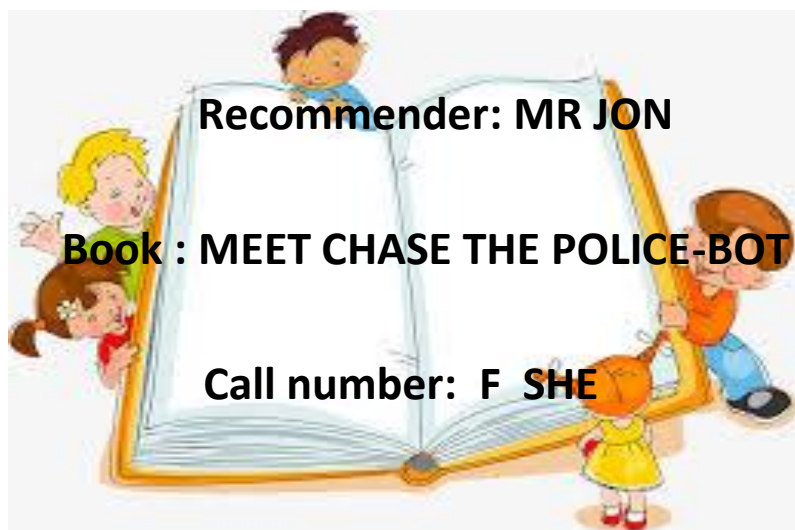 Recommender: MR JON
Book : MEET CHASE THE POLICE-BOT
Call number:  F  SHE